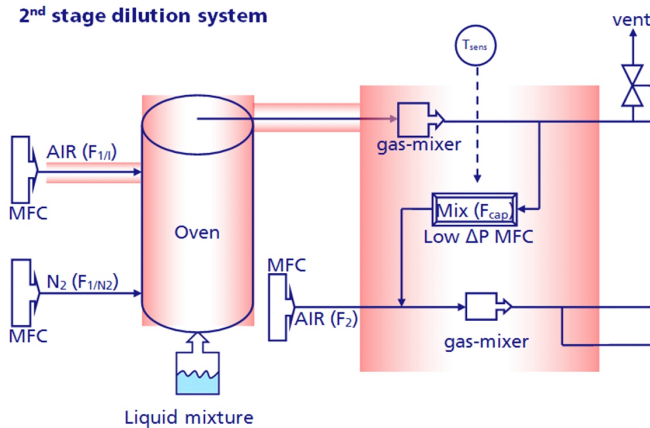 2nd stage dilution system
vent
Tsens
AIR (F1/I)
gas-mixer
MFC
Mix (Fcap)
Oven
Low ΔP MFC
MFC
N2 (F1/N2)
AIR (F2)
MFC
gas-mixer
Liquid mixture